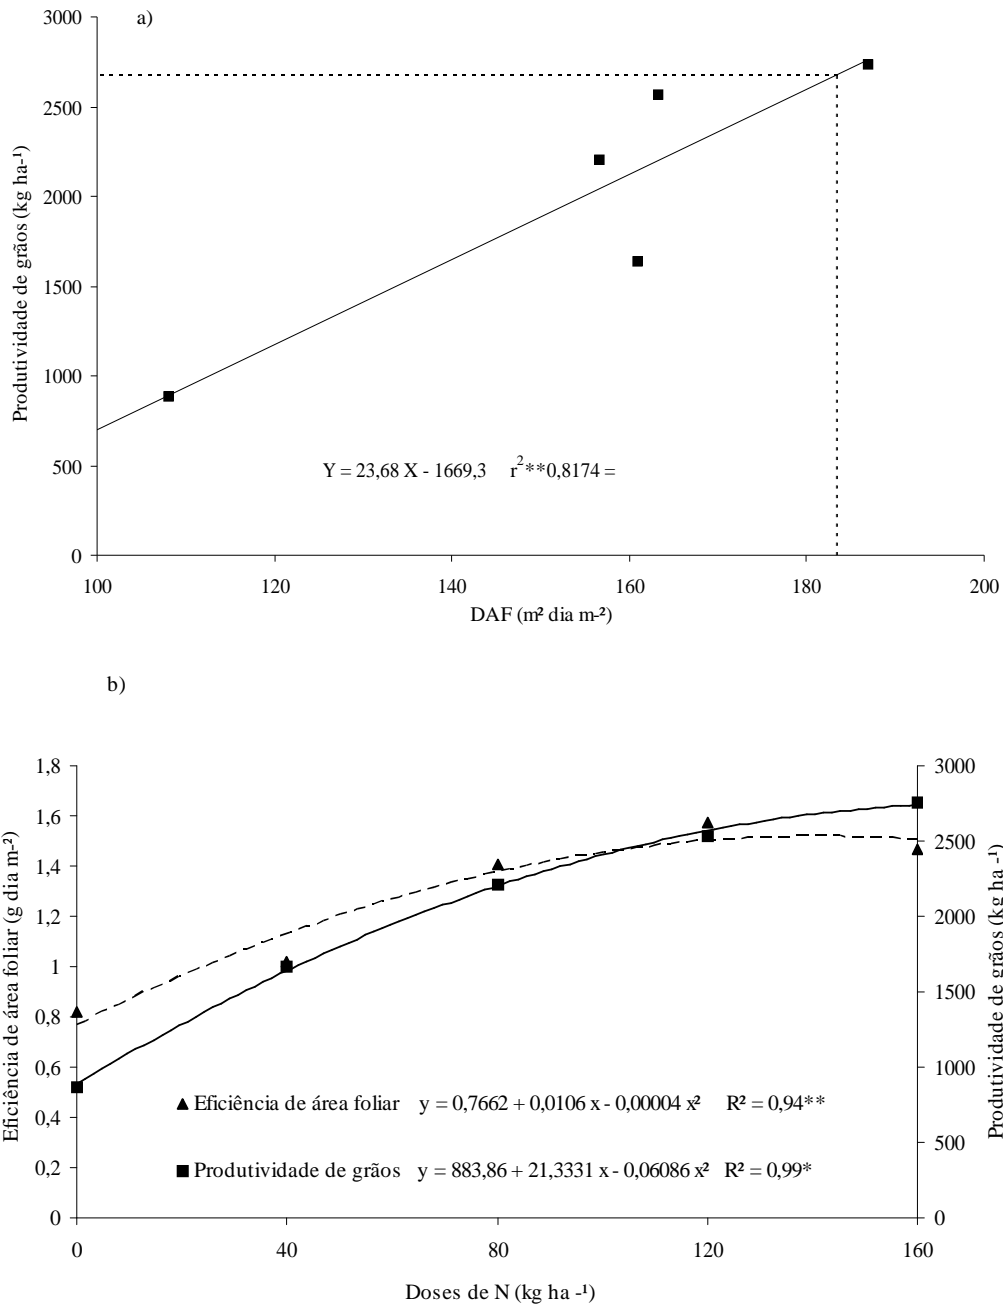 a)
3000
2500
2000
1500
1000
500
0
Produtividade de grãos (kg ha-¹)
Y = 23,68 X - 1669,3 r²**0,8174 =
100 120 140 160 180 200
DAF (m² dia m-²)
b)
1,8
1,6
1,4
1,2
1
0,8
0,6
0,4
0,2
0
Eficiência de área foliar (g dia m-²)
3000
2500
2000
1500
1000
500
0
Produtividade de grãos (kg ha -¹)
Eficiência de área foliar y = 0,7662 + 0,0106 x - 0,00004 x² R² = 0,94**
Produtividade de grãos y = 883,86 + 21,3331 x - 0,06086 x² R² = 0,99*
0 40 80 120 160
Doses de N (kg ha -¹)